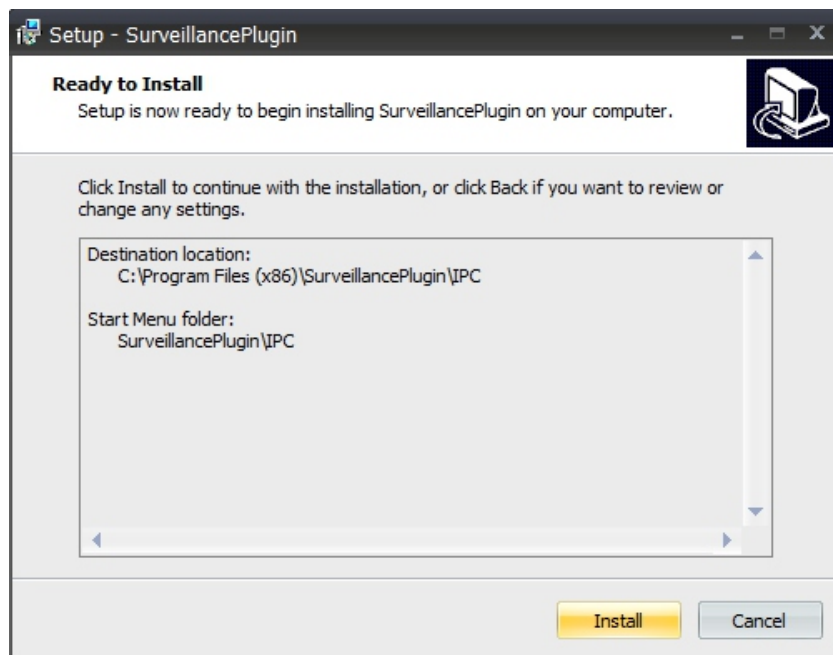 Setup - SurveillancePlugin
Ready to Install
Setup is now ready to begin installing SurveillancePlugin on your computer.
Click Install to continue with the installation, or click Back if you want to review or
change any settings.
Destination location:
C:\Program Files (x86)\SurveillancePlugin\IPC
Start Menu folder:
SurveillancePlugin\IPC
Install
Cancel